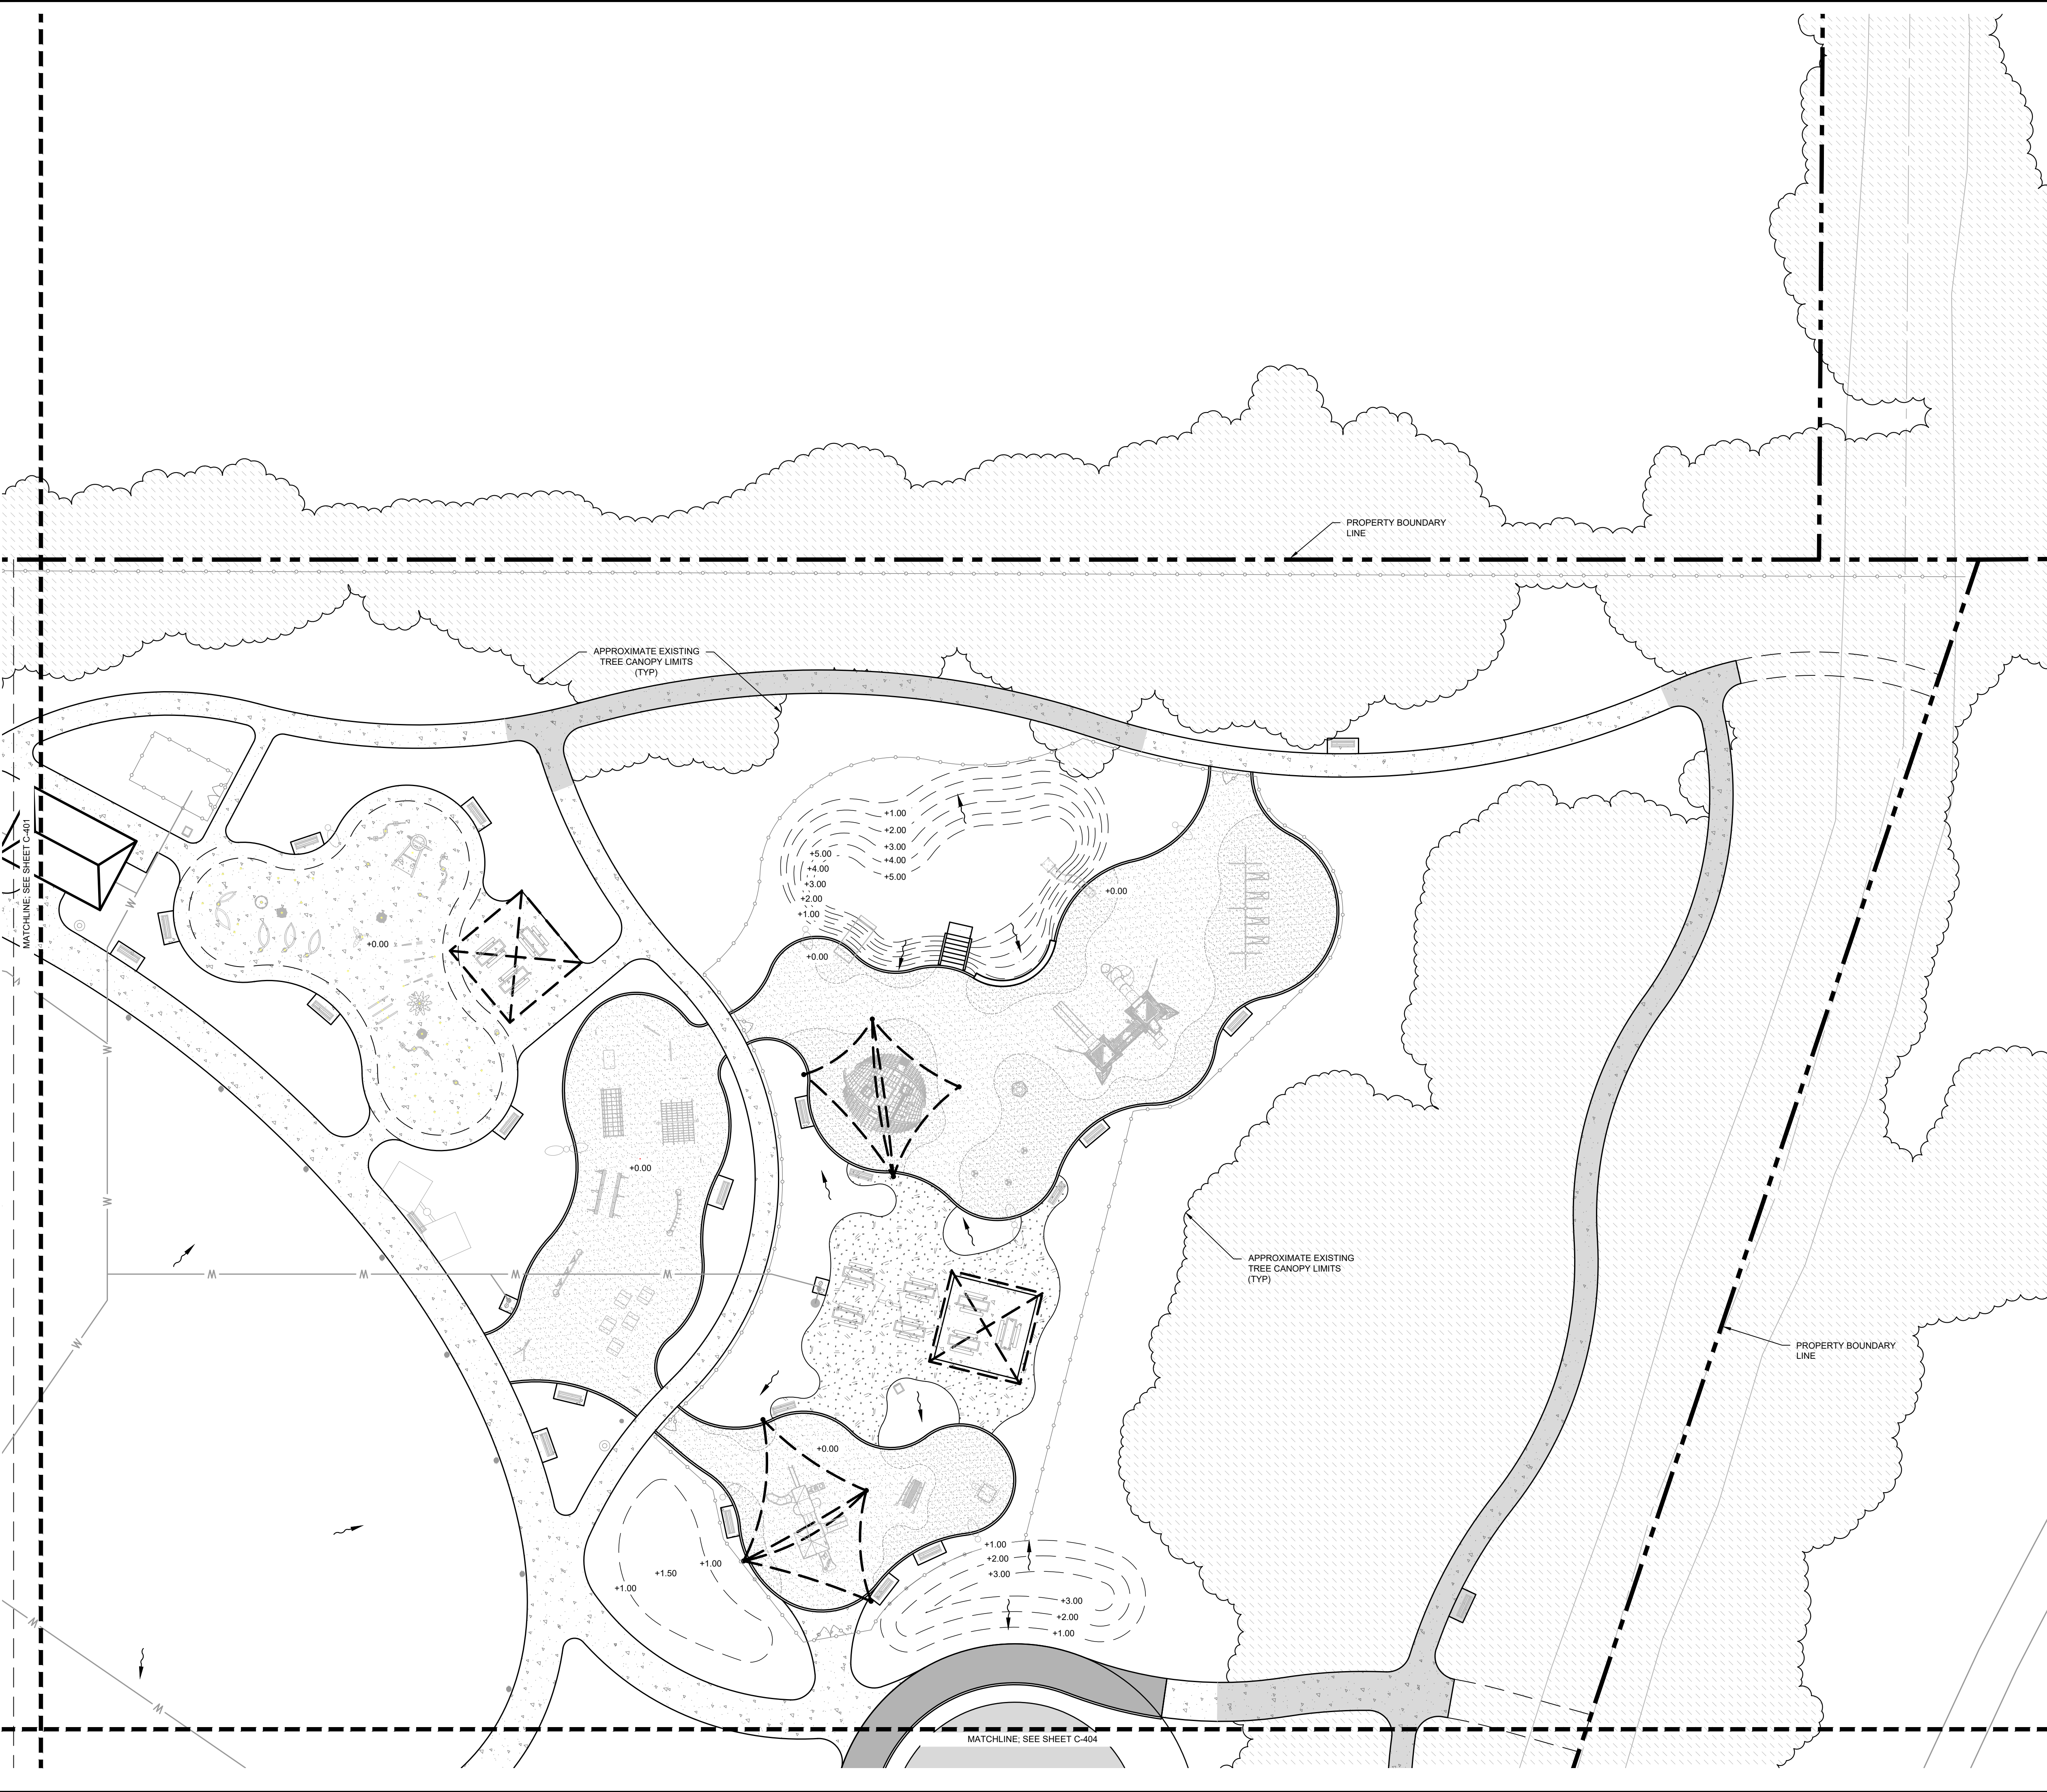 PROPERTY BOUNDARY
LINE
APPROXIMATE EXISTING
TREE CANOPY LIMITS
(TYP)
MATCHLINE; SEE SHEET C-401
+1.00
+2.00
+3.00
+4.00
+5.00
+5.00
+4.00
+3.00
+2.00
+1.00
+0.00
+0.00
+0.00
W
W
W
+0.00
W
W
W
W
W
APPROXIMATE EXISTING
TREE CANOPY LIMITS
(TYP)
PROPERTY BOUNDARY
LINE
+0.00
+1.00
+2.00
+3.00
+1.00
+1.50
+1.00
+3.00
+2.00
+1.00
W
W
MATCHLINE; SEE SHEET C-404